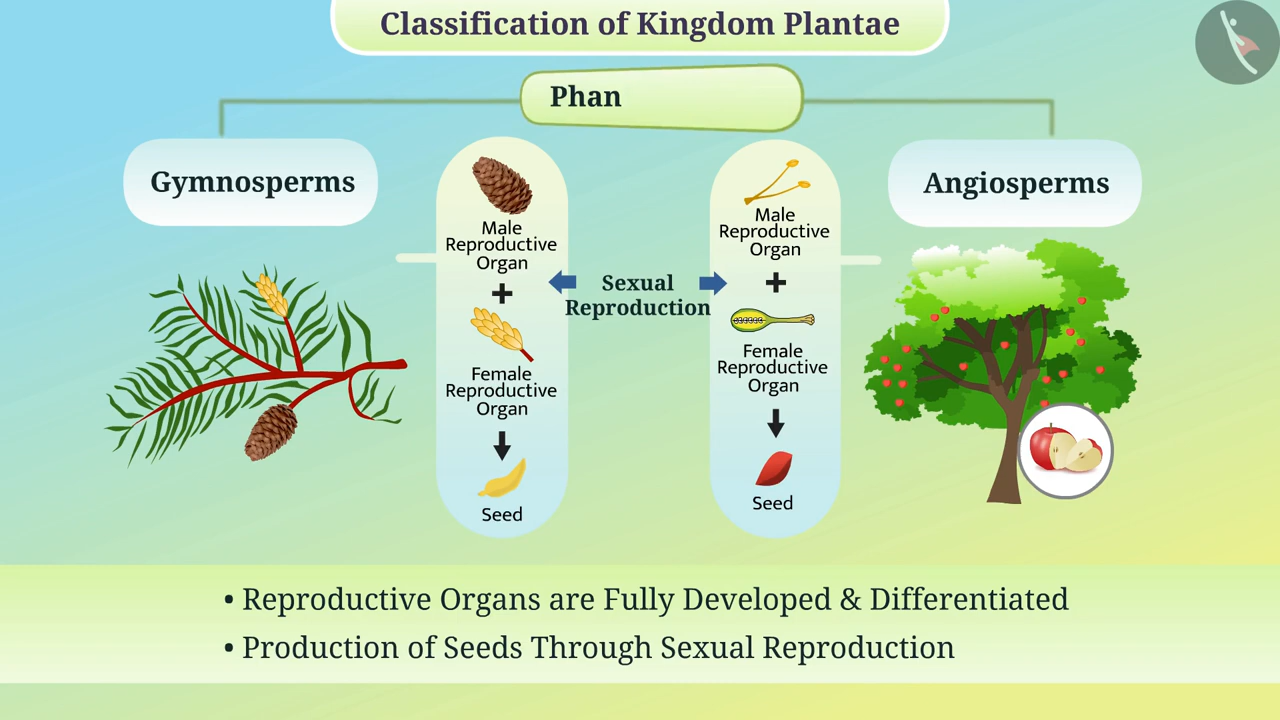 Classification of Kingdom Plantae
Phan
Gymnosperms
Angiosperms
Male
Reproductive
Organ
+
Female
Reproductive
Organ
Seed
Sexual
Reproduction
Male
Reproductive
Organ
+
Female
Reproductive
Organ
Seed
• Reproductive Organs are Fully Developed & Differentiated
• Production of Seeds Through Sexual Reproduction